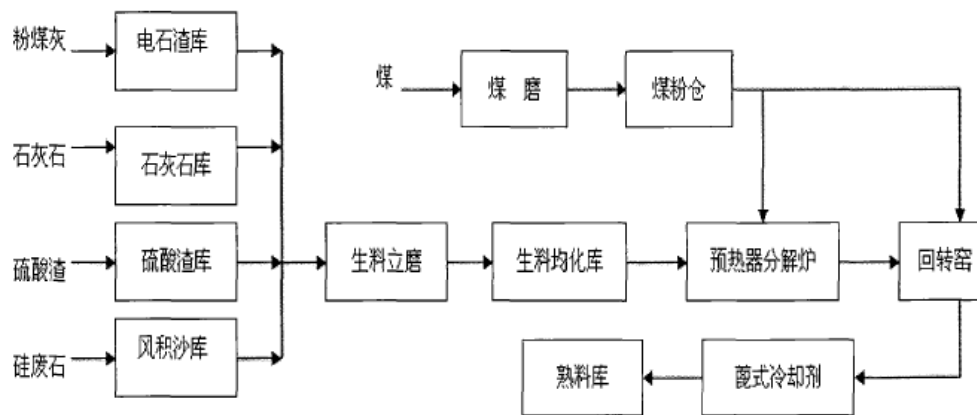 粉煤灰
电石渣库
煤
煤 磨
煤粉仓
石灰石
石灰石库
硫酸渣
硫酸渣库
生料立磨
生料均化库
预热器分解炉
回转窑
硅废石
风积沙库
熟料库
蓖式冷却剂